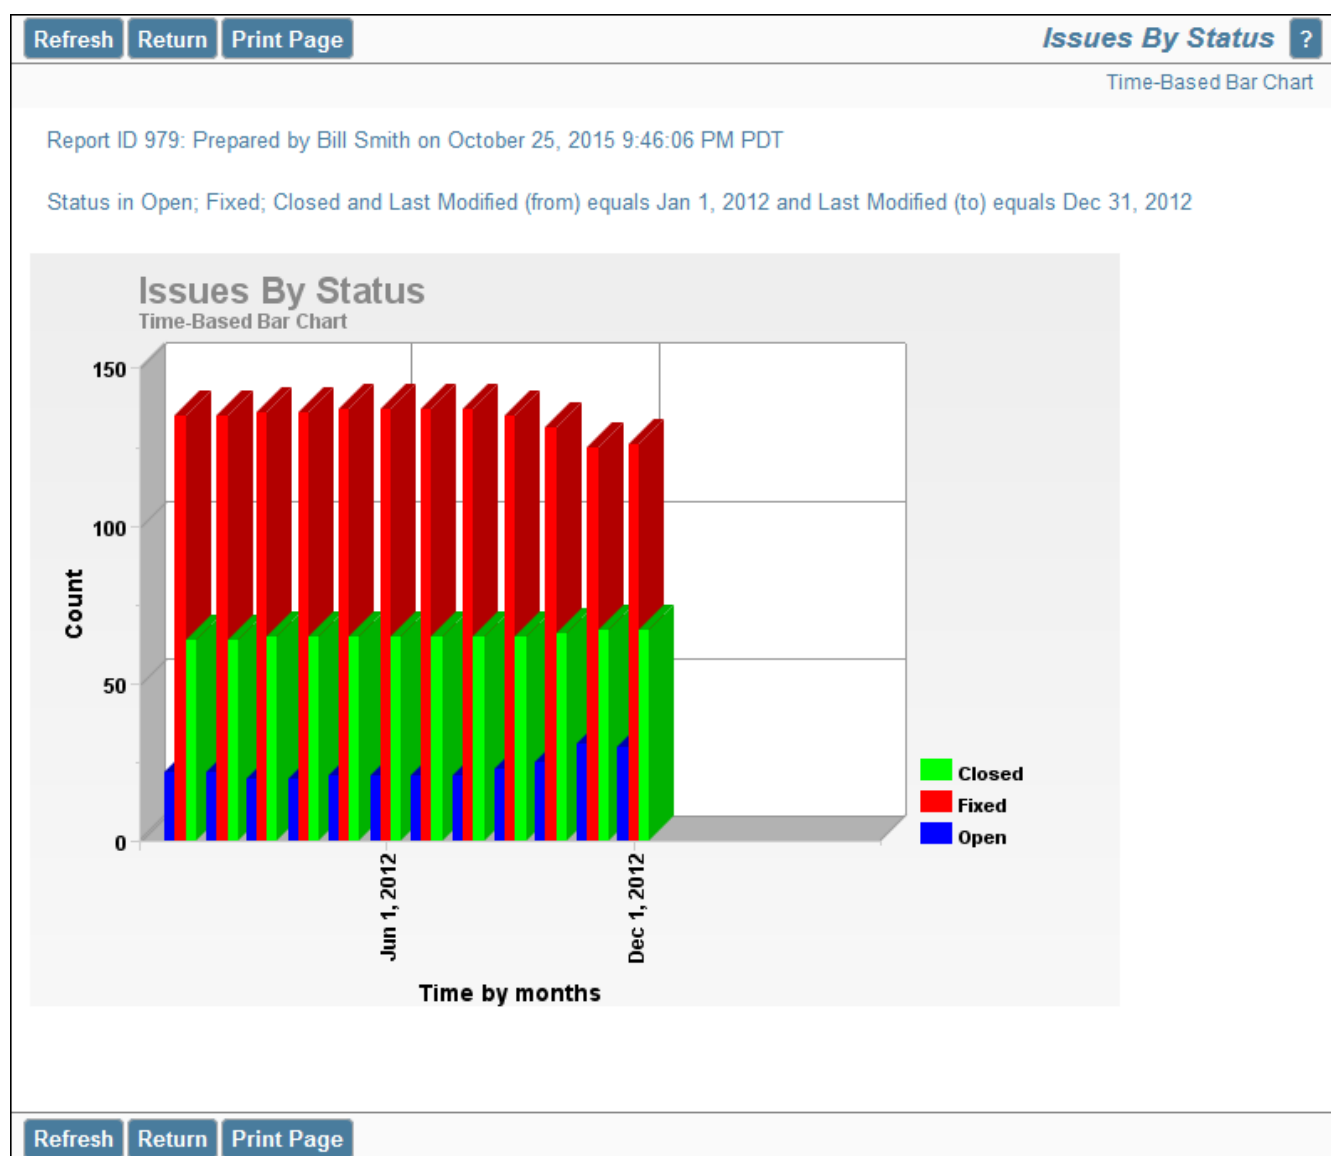 Refresh Return Print Page Issues By Status ?
Time-Based Bar Chart
Report ID 979: Prepared by Bill Smith on October 25, 2015 9:46:06 PM PDT
Status in Open; Fixed; Closed and Last Modified (from) equals Jan 1, 2012 and Last Modified (to) equals Dec 31, 2012
Issues By Status
Time-Based Bar Chart
150
100
50
0
Count
Jun 1, 2012
Dec 1, 2012
Time by months
Closed
Fixed
Open
Refresh Return Print Page